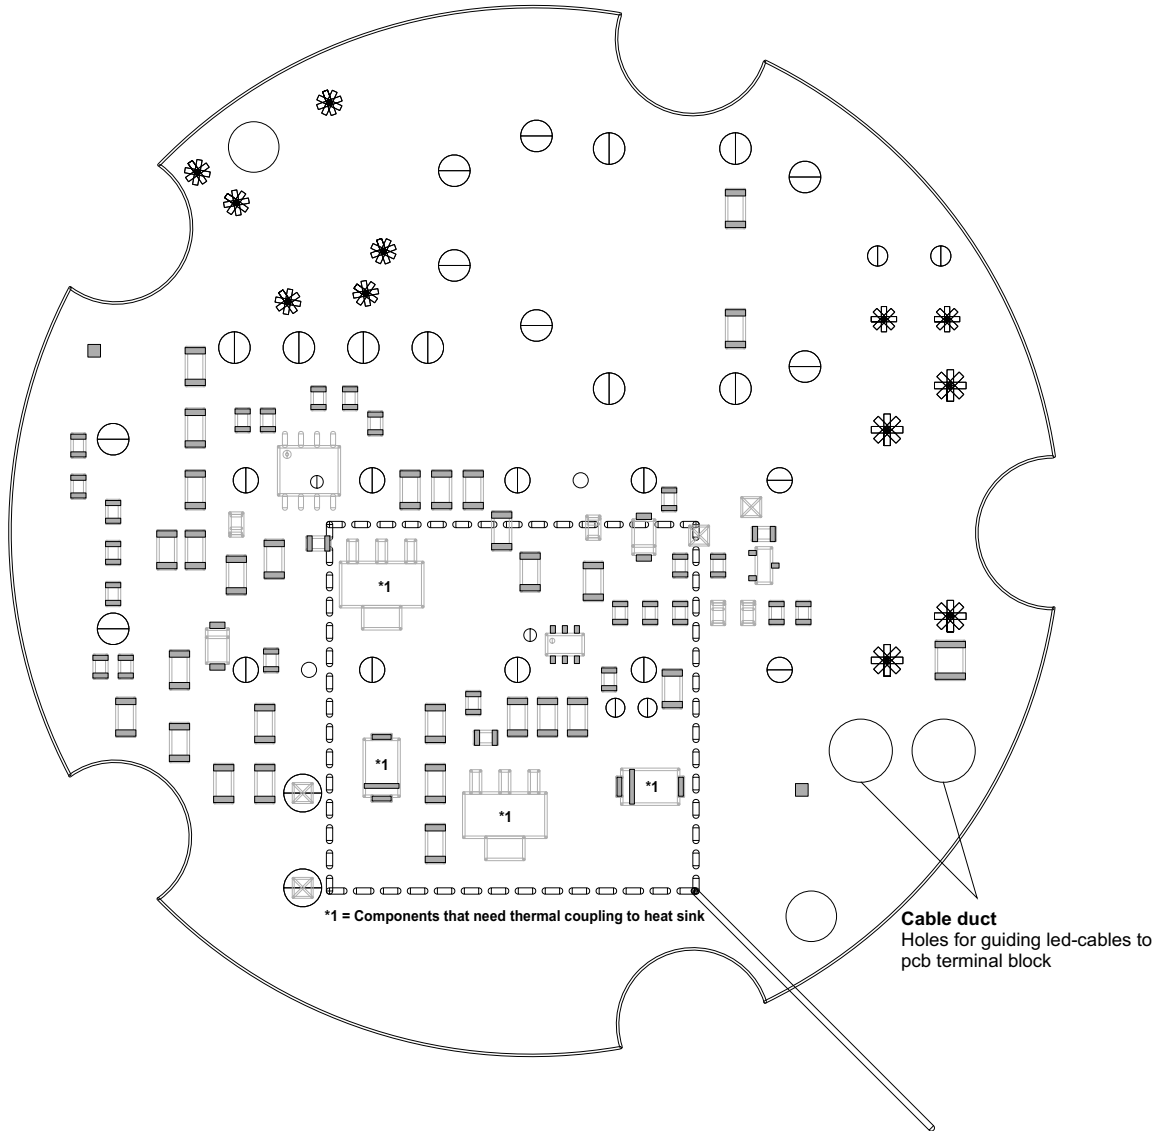 *1
*1
*1
*1
*1 = Components that need thermal coupling to heat sink
Cable duct
Holes for guiding led-cables to
pcb terminal block